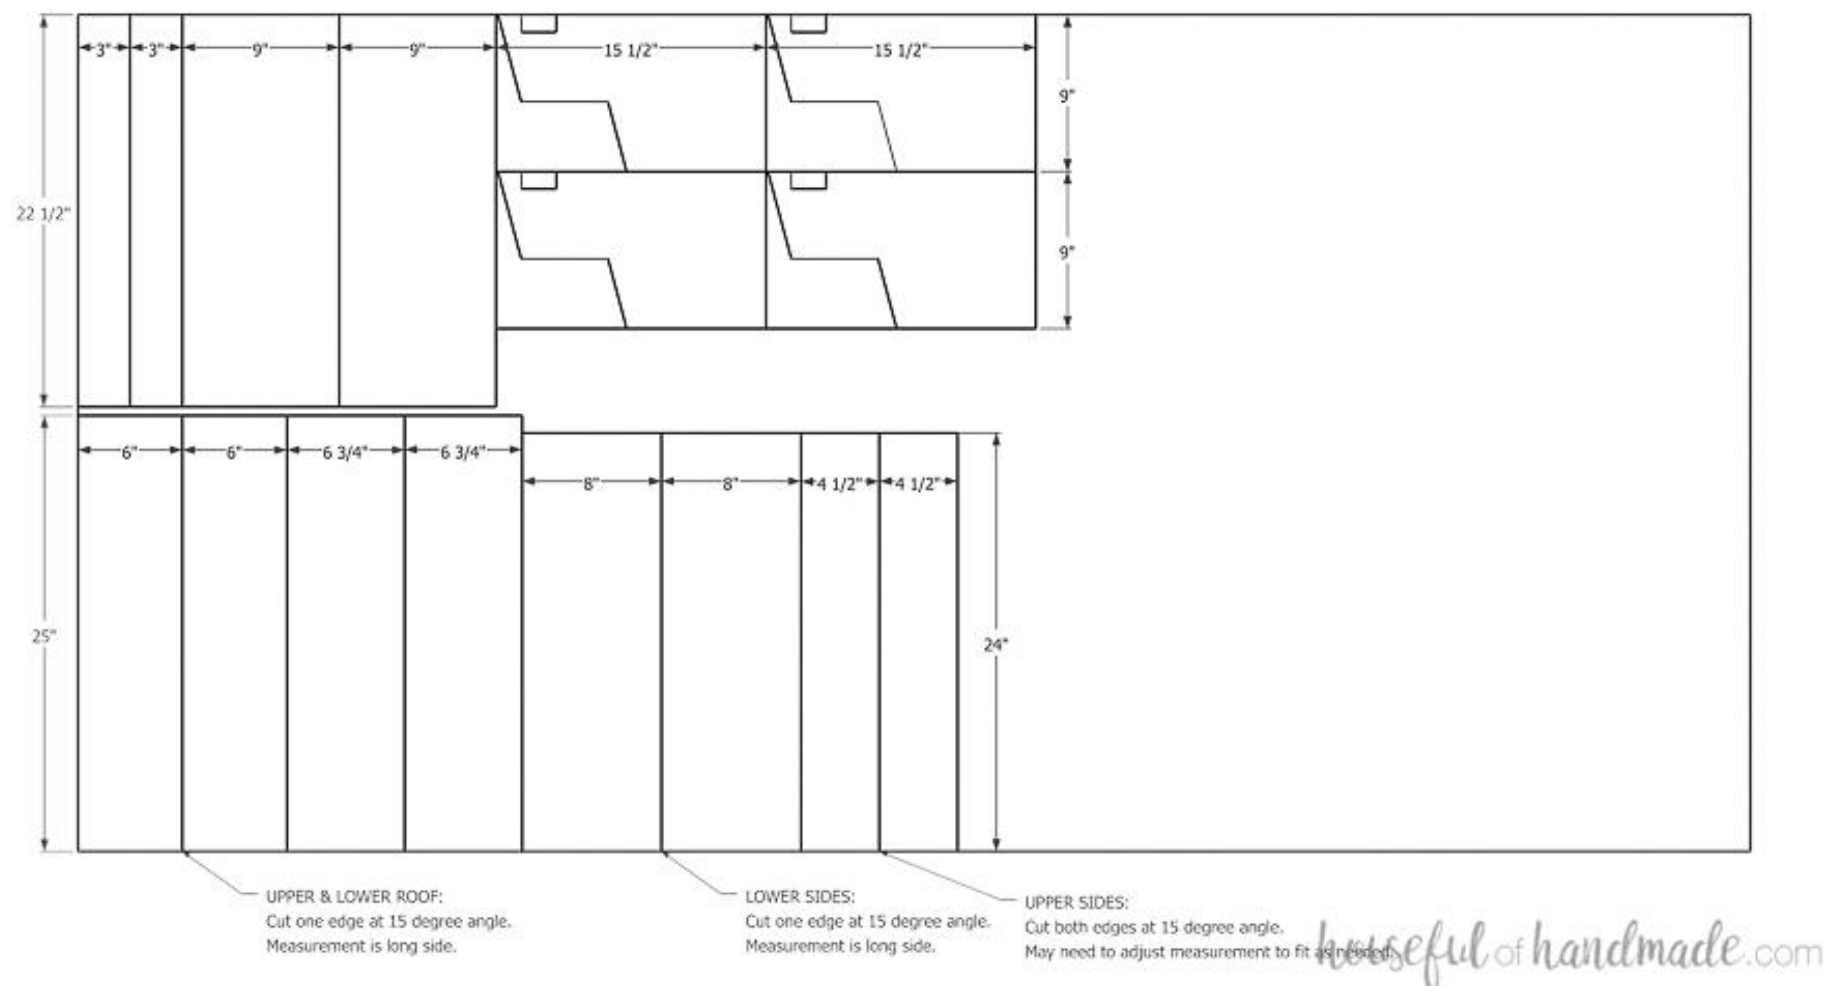 3" 3" 9" 9" 15 1/2" 15 1/2"
9"
22 1/2"
9"
6" 6" 6 3/4" 6 3/4"
8" 8" 4 1/2" 4 1/2"
25"
24"
UPPER & LOWER ROOF:
Cut one edge at 15 degree angle.
Measurement is long side.
LOWER SIDES:
Cut one edge at 15 degree angle.
Measurement is long side.
UPPER SIDES:
Cut both edges at 15 degree angle.
May need to adjust measurement to fit as needed.
houseful of handmade.com